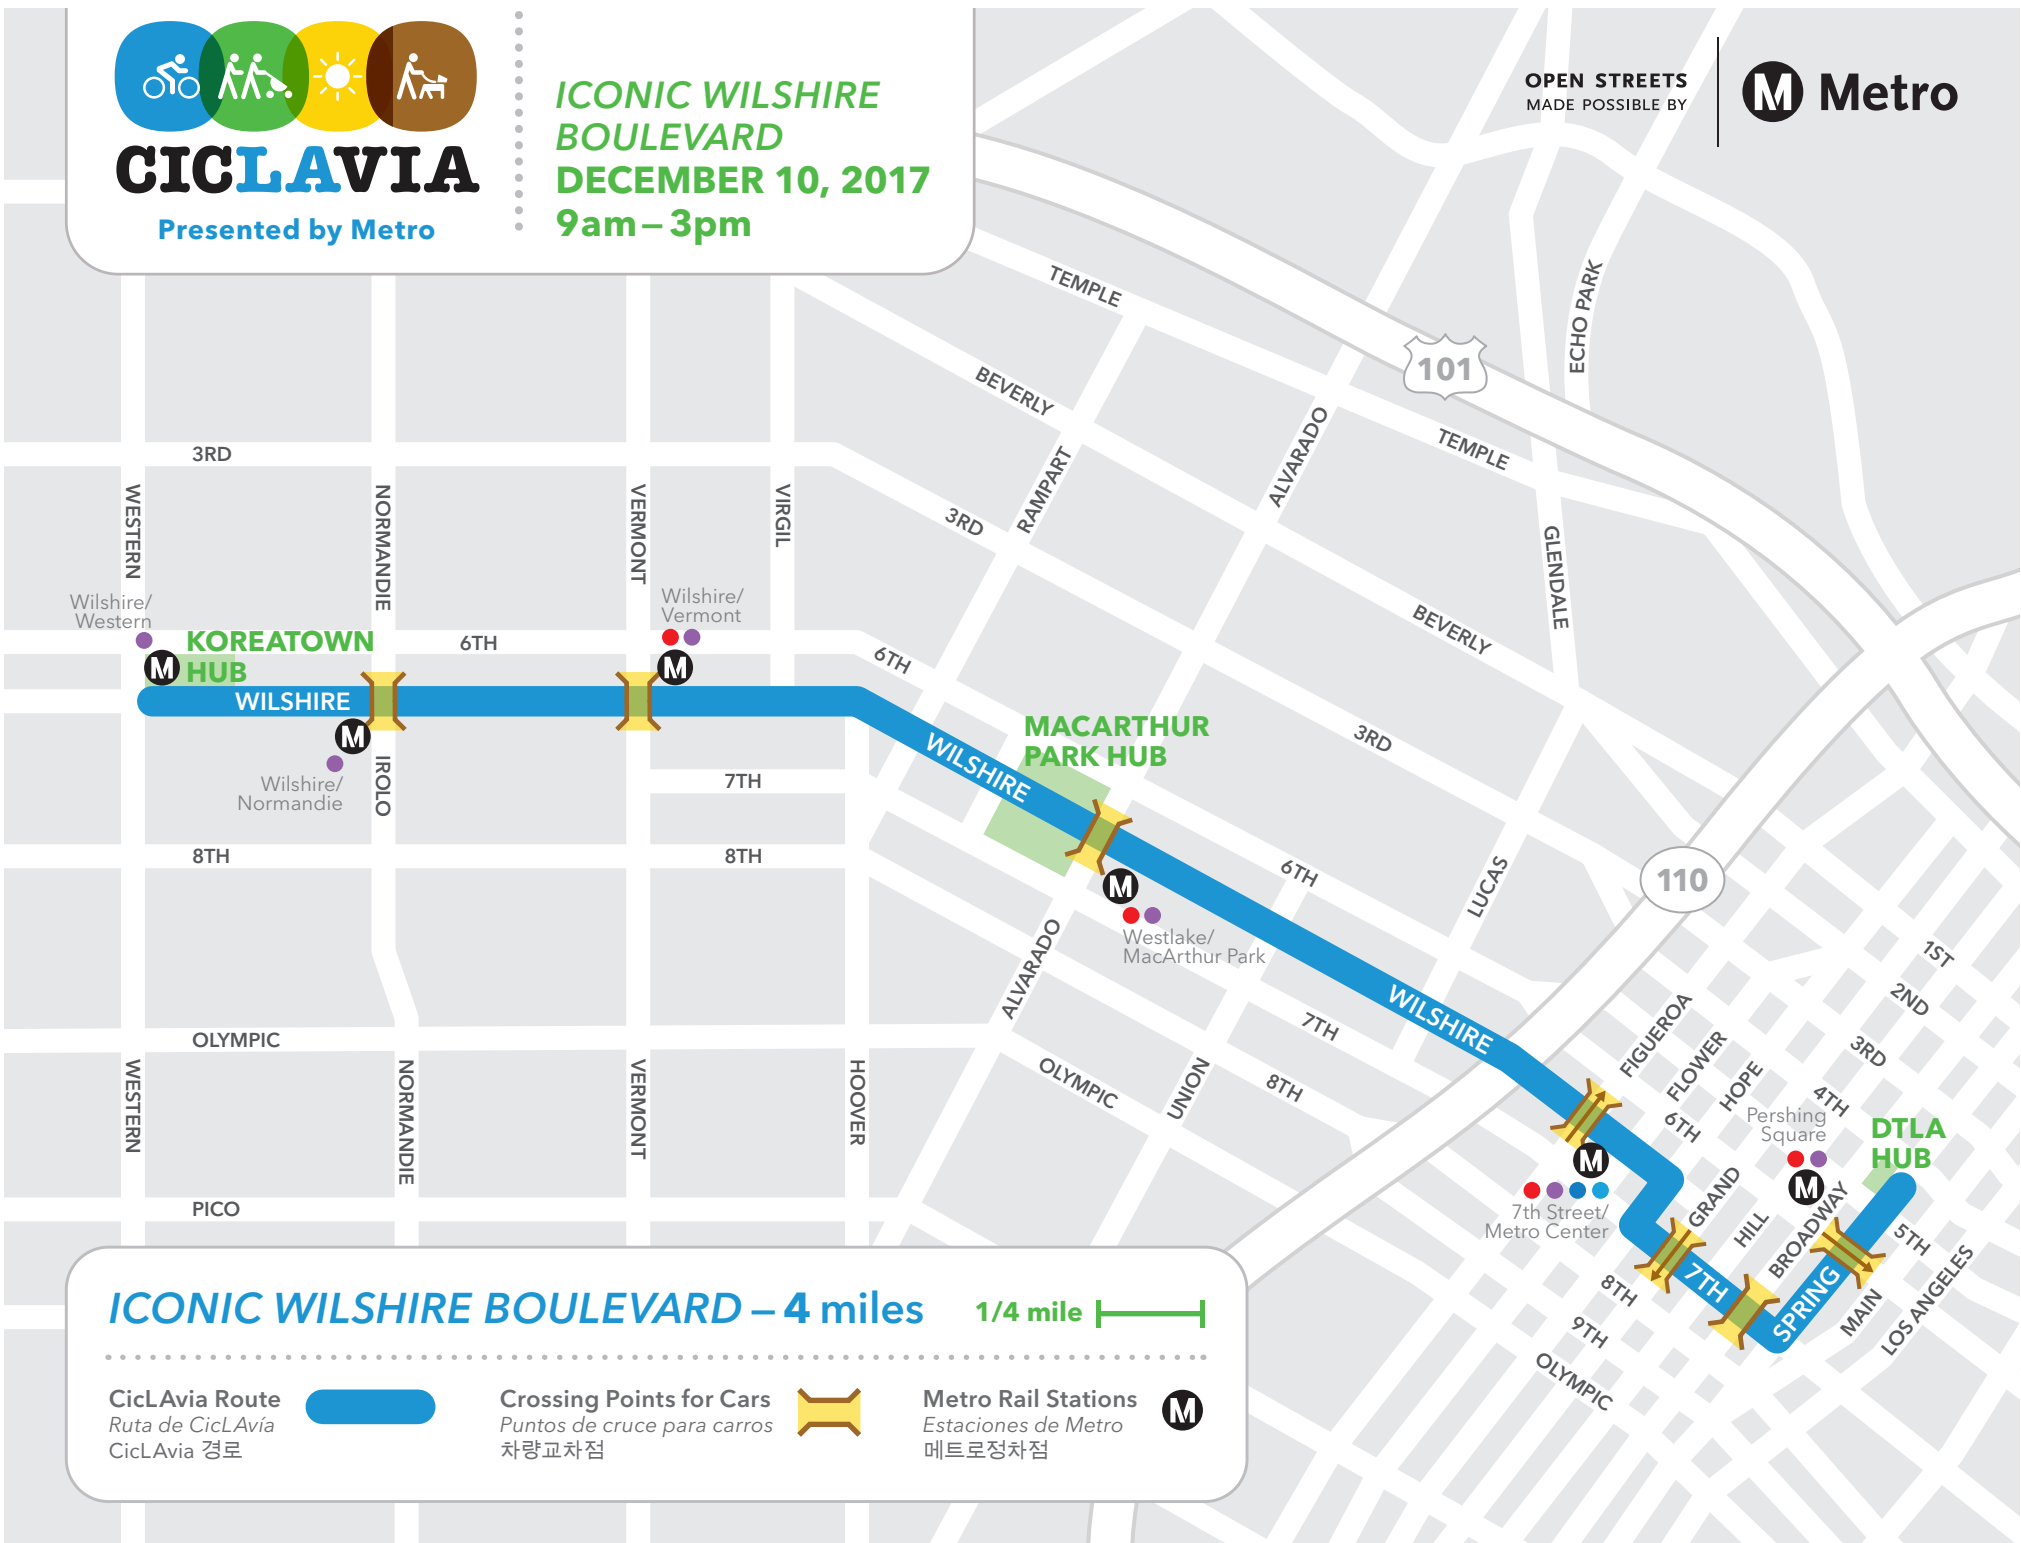 CICLAVIA
Presented by Metro
ICONIC WILSHIRE
BOULEVARD
DECEMBER 10, 2017
9am – 3pm
OPEN STREETS
MADE POSSIBLE BY
M Metro
TEMPLE
ECHO PARK
101
BEVERLY
ALVARADO
TEMPLE
3RD
RAMPART
WESTERN
NORMANDIE
VERMONT
VIRGIL
3RD
GLENDALE
Wilshire/
Western
M
KOREATOWN
HUB
6TH
Wilshire/
Vermont
M
6TH
BEVERLY
WILSHIRE
M
Wilshire/
Normandie
IROLO
7TH
WILSHIRE
MACARTHUR
PARK HUB
3RD
8TH
8TH
M
Westlake/
MacArthur Park
6TH
LUCAS
110
ALVARADO
WILSHIRE
1ST
2ND
3RD
4TH
FIGUEROA
FLOWER
HOPE
6TH
OLYMPIC
WESTERN
NORMANDIE
VERMONT
HOOVER
OLYMPIC
UNION
7TH
8TH
Pershing
Square
M
DTLA
HUB
M
7th Street/
Metro Center
GRAND
HILL
BROADWAY
5TH
PICO
7TH
SPRING
MAIN
LOS ANGELES
8TH
9TH
OLYMPIC
ICONIC WILSHIRE BOULEVARD – 4 miles
1/4 mile
CicLAvia Route
Ruta de CicLAvía
CicLAvia 경로
Crossing Points for Cars
Puntos de cruce para carros
차량교차점
Metro Rail Stations
Estaciones de Metro
메트로정차점
M